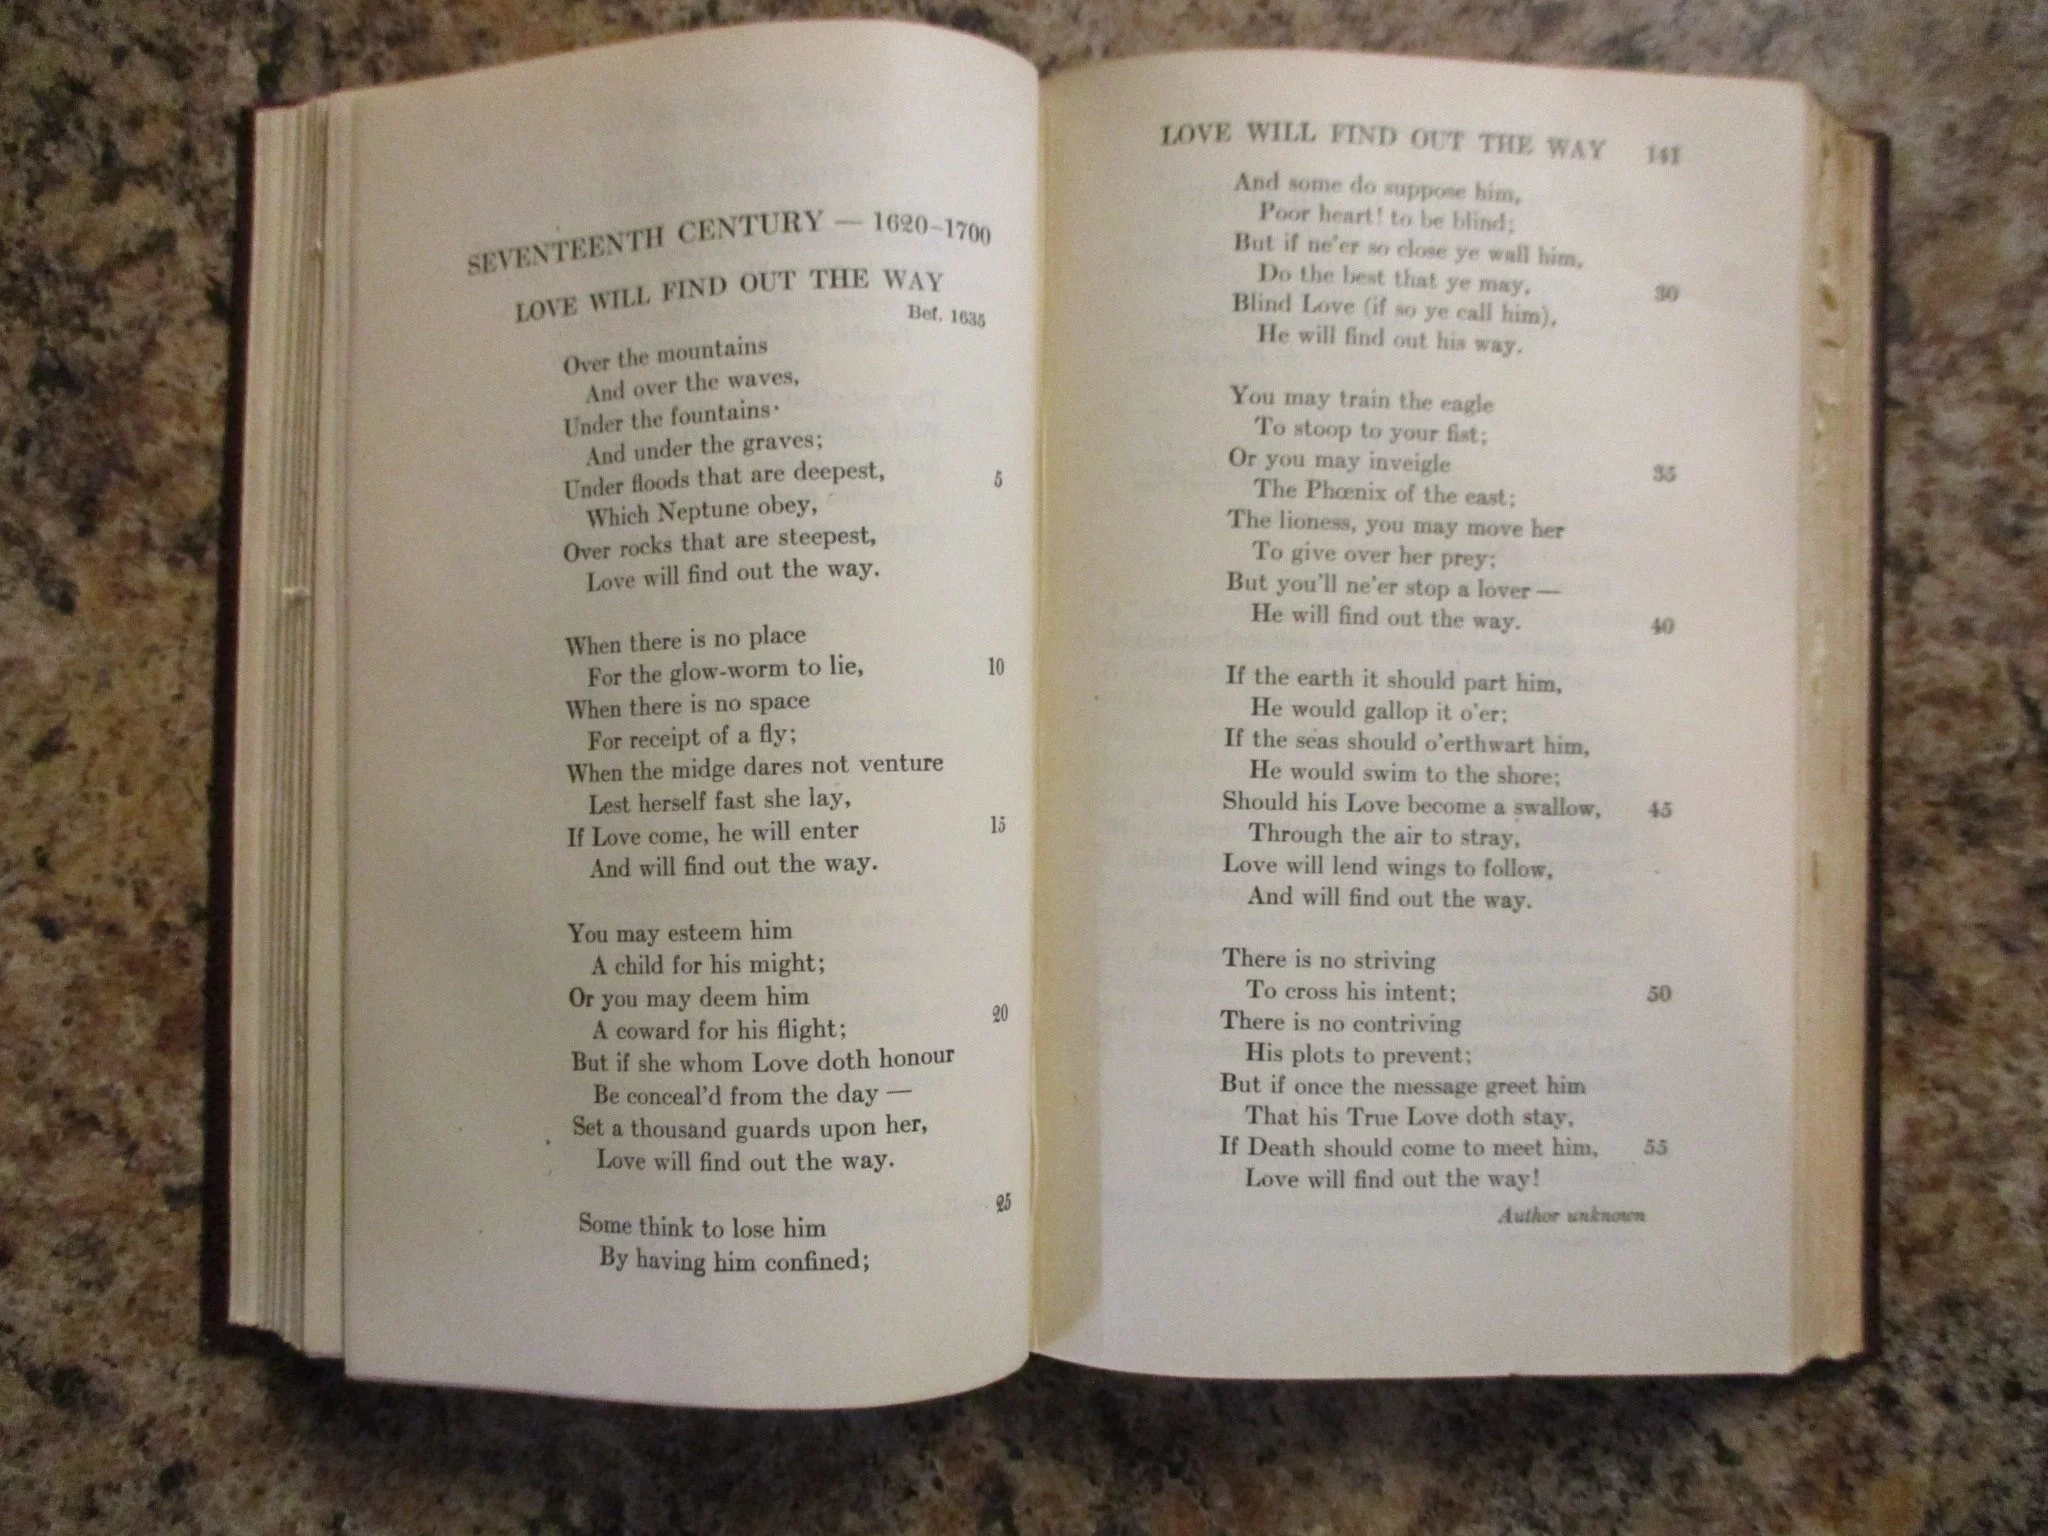 SEVENTEENTH CENTURY — 1620–1700
LOVE WILL FIND OUT THE WAY
Bef. 1635
Over the mountains
And over the waves,
Under the fountains
And under the graves;
Under floods that are deepest, 5
Which Neptune obey,
Over rocks that are steepest,
Love will find out the way.
When there is no place
For the glow-worm to lie, 10
When there is no space
For receipt of a fly;
When the midge dares not venture
Lest herself fast she lay,
If Love come, he will enter 15
And will find out the way.
You may esteem him
A child for his might;
Or you may deem him
A coward for his flight; 20
But if she whom Love doth honour
Be conceal'd from the day —
Set a thousand guards upon her,
Love will find out the way.
Some think to lose him 25
By having him confined;
LOVE WILL FIND OUT THE WAY 141
And some do suppose him,
Poor heart! to be blind;
But if ne'er so close ye wall him,
Do the best that ye may, 30
Blind Love (if so ye call him),
He will find out his way.
You may train the eagle
To stoop to your fist;
Or you may inveigle 35
The Phœnix of the east;
The lioness, you may move her
To give over her prey;
But you'll ne'er stop a lover —
He will find out the way. 40
If the earth it should part him,
He would gallop it o'er;
If the seas should o'erthwart him,
He would swim to the shore;
Should his Love become a swallow, 45
Through the air to stray,
Love will lend wings to follow,
And will find out the way.
There is no striving
To cross his intent; 50
There is no contriving
His plots to prevent;
But if once the message greet him
That his True Love doth stay,
If Death should come to meet him, 55
Love will find out the way!
Author unknown